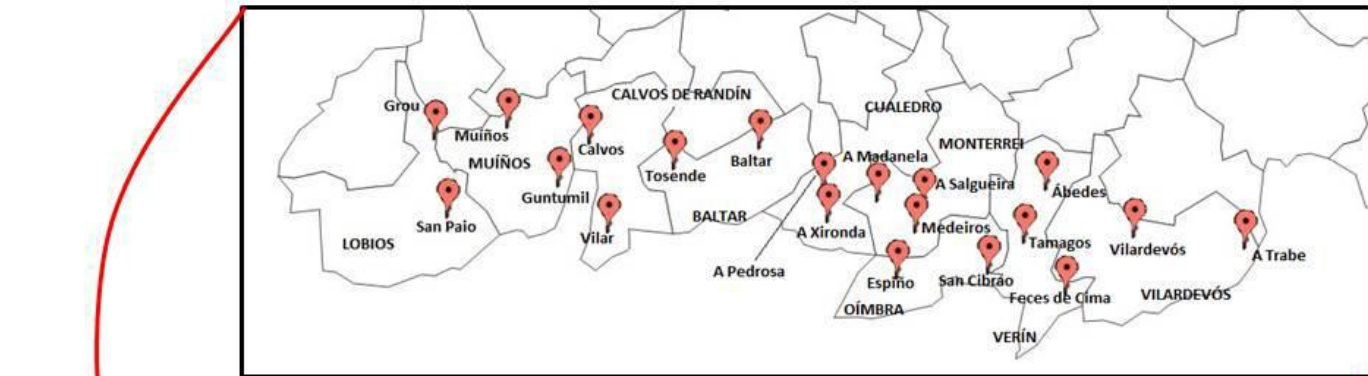 CALVOS DE RANDÍN
Grou
CUALEDRO
Muíños
MONTERREI
Calvos
Baltar
A Madanela
MUÍÑOS
Tosende
A Salgueira
Ábedes
Guntumil
San Paio
BALTAR
Medeiros
A Xironda
Vilar
LOBIOS
Tamagos
Vilardevós
A Trabe
A Pedrosa
Espiño
San Cibrao
Feces de Cima
VILARDEVÓS
OÍMBRA
VERÍN